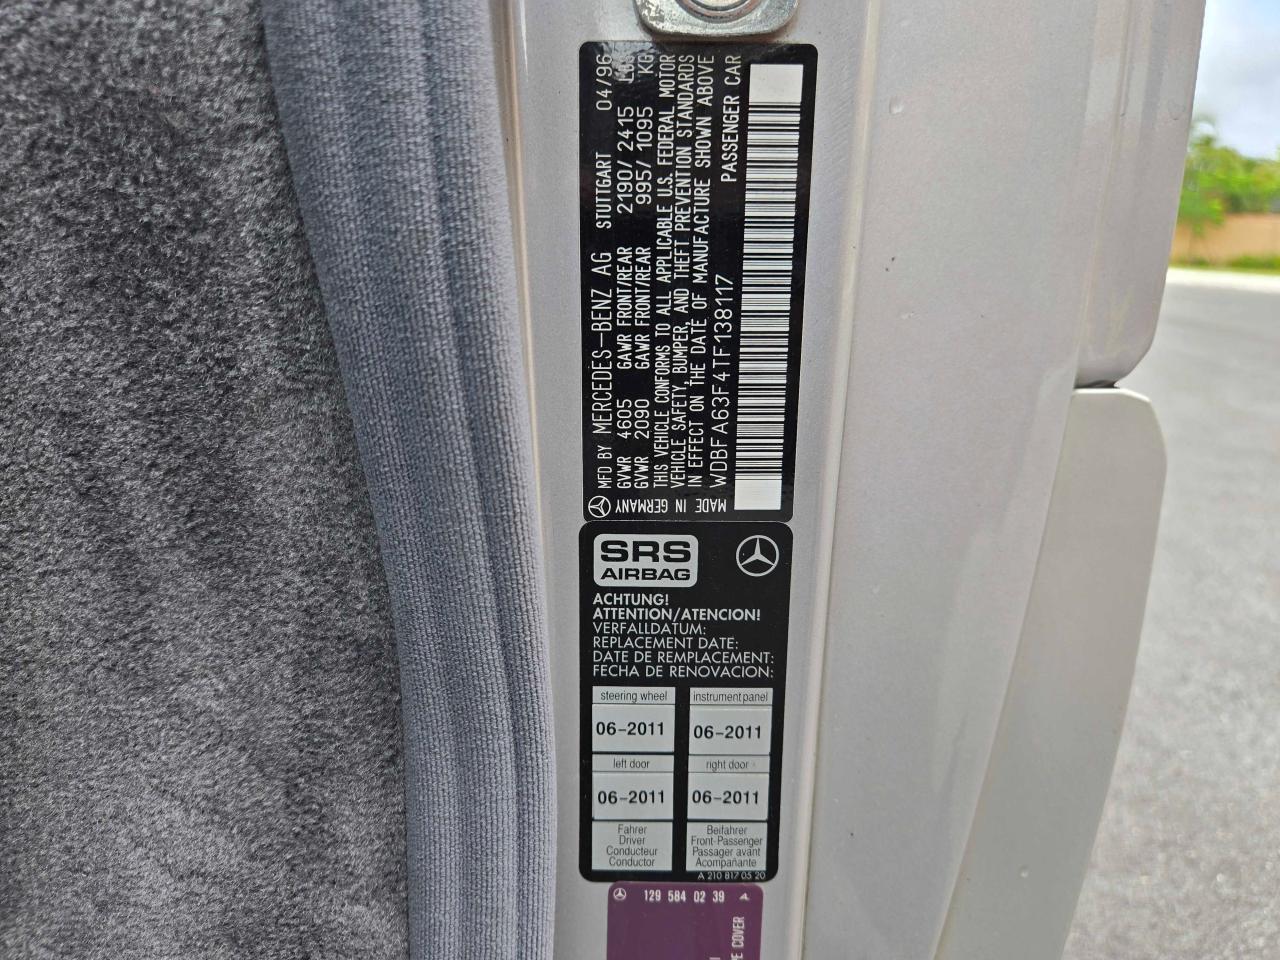 MFD BY MERCEDES-BENZ AG STUTTGART 04/96
GVWR 4605 GAWR FRONT/REAR 2190/ 2415 LBS
GVWR 2090 GAWR FRONT/REAR 995/ 1095 KG
THIS VEHICLE CONFORMS TO ALL APPLICABLE U.S. FEDERAL MOTOR
VEHICLE SAFETY, BUMPER, AND THEFT PREVENTION STANDARDS
IN EFFECT ON THE DATE OF MANUFACTURE SHOWN ABOVE
WDBFA63F4TF138117 PASSENGER CAR
MADE IN GERMANY
SRS
AIRBAG
ACHTUNG!
ATTENTION/ATENCION!
VERFALLDATUM:
REPLACEMENT DATE:
DATE DE REMPLACEMENT:
FECHA DE RENOVACION:
steering wheel instrument panel
06-2011 06-2011
left door right door
06-2011 06-2011
Fahrer
Driver
Conducteur
Conductor
Beifahrer
Front-Passenger
Passager avant
Acompañante
A 210 817 05 20
129 584 02 39
COVER